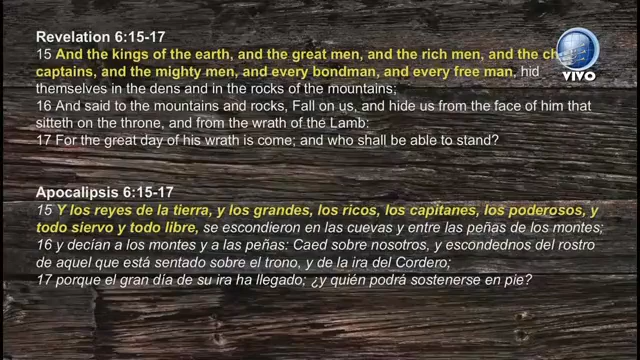 Revelation 6:15-17
15 And the kings of the earth, and the great men, and the rich men, and the
captains, and the mighty men, and every bondman, and every free man, hid
themselves in the dens and in the rocks of the mountains;
16 And said to the mountains and rocks, Fall on us, and hide us from the face of him that
sitteth on the throne, and from the wrath of the Lamb:
17 For the great day of his wrath is come; and who shall be able to stand?
VIVO
Apocalipsis 6:15-17
15 Y los reyes de la tierra, y los grandes, los ricos, los capitanes, los poderosos, y
todo siervo y todo libre, se escondieron en las cuevas y entre las peñas de los montes;
16 y decían a los montes y a las peñas: Caed sobre nosotros, y escondednos del rostro
de aquel que está sentado sobre el trono, y de la ira del Cordero;
17 porque el gran día de su ira ha llegado; ¿y quién podrá sostenerse en pie?